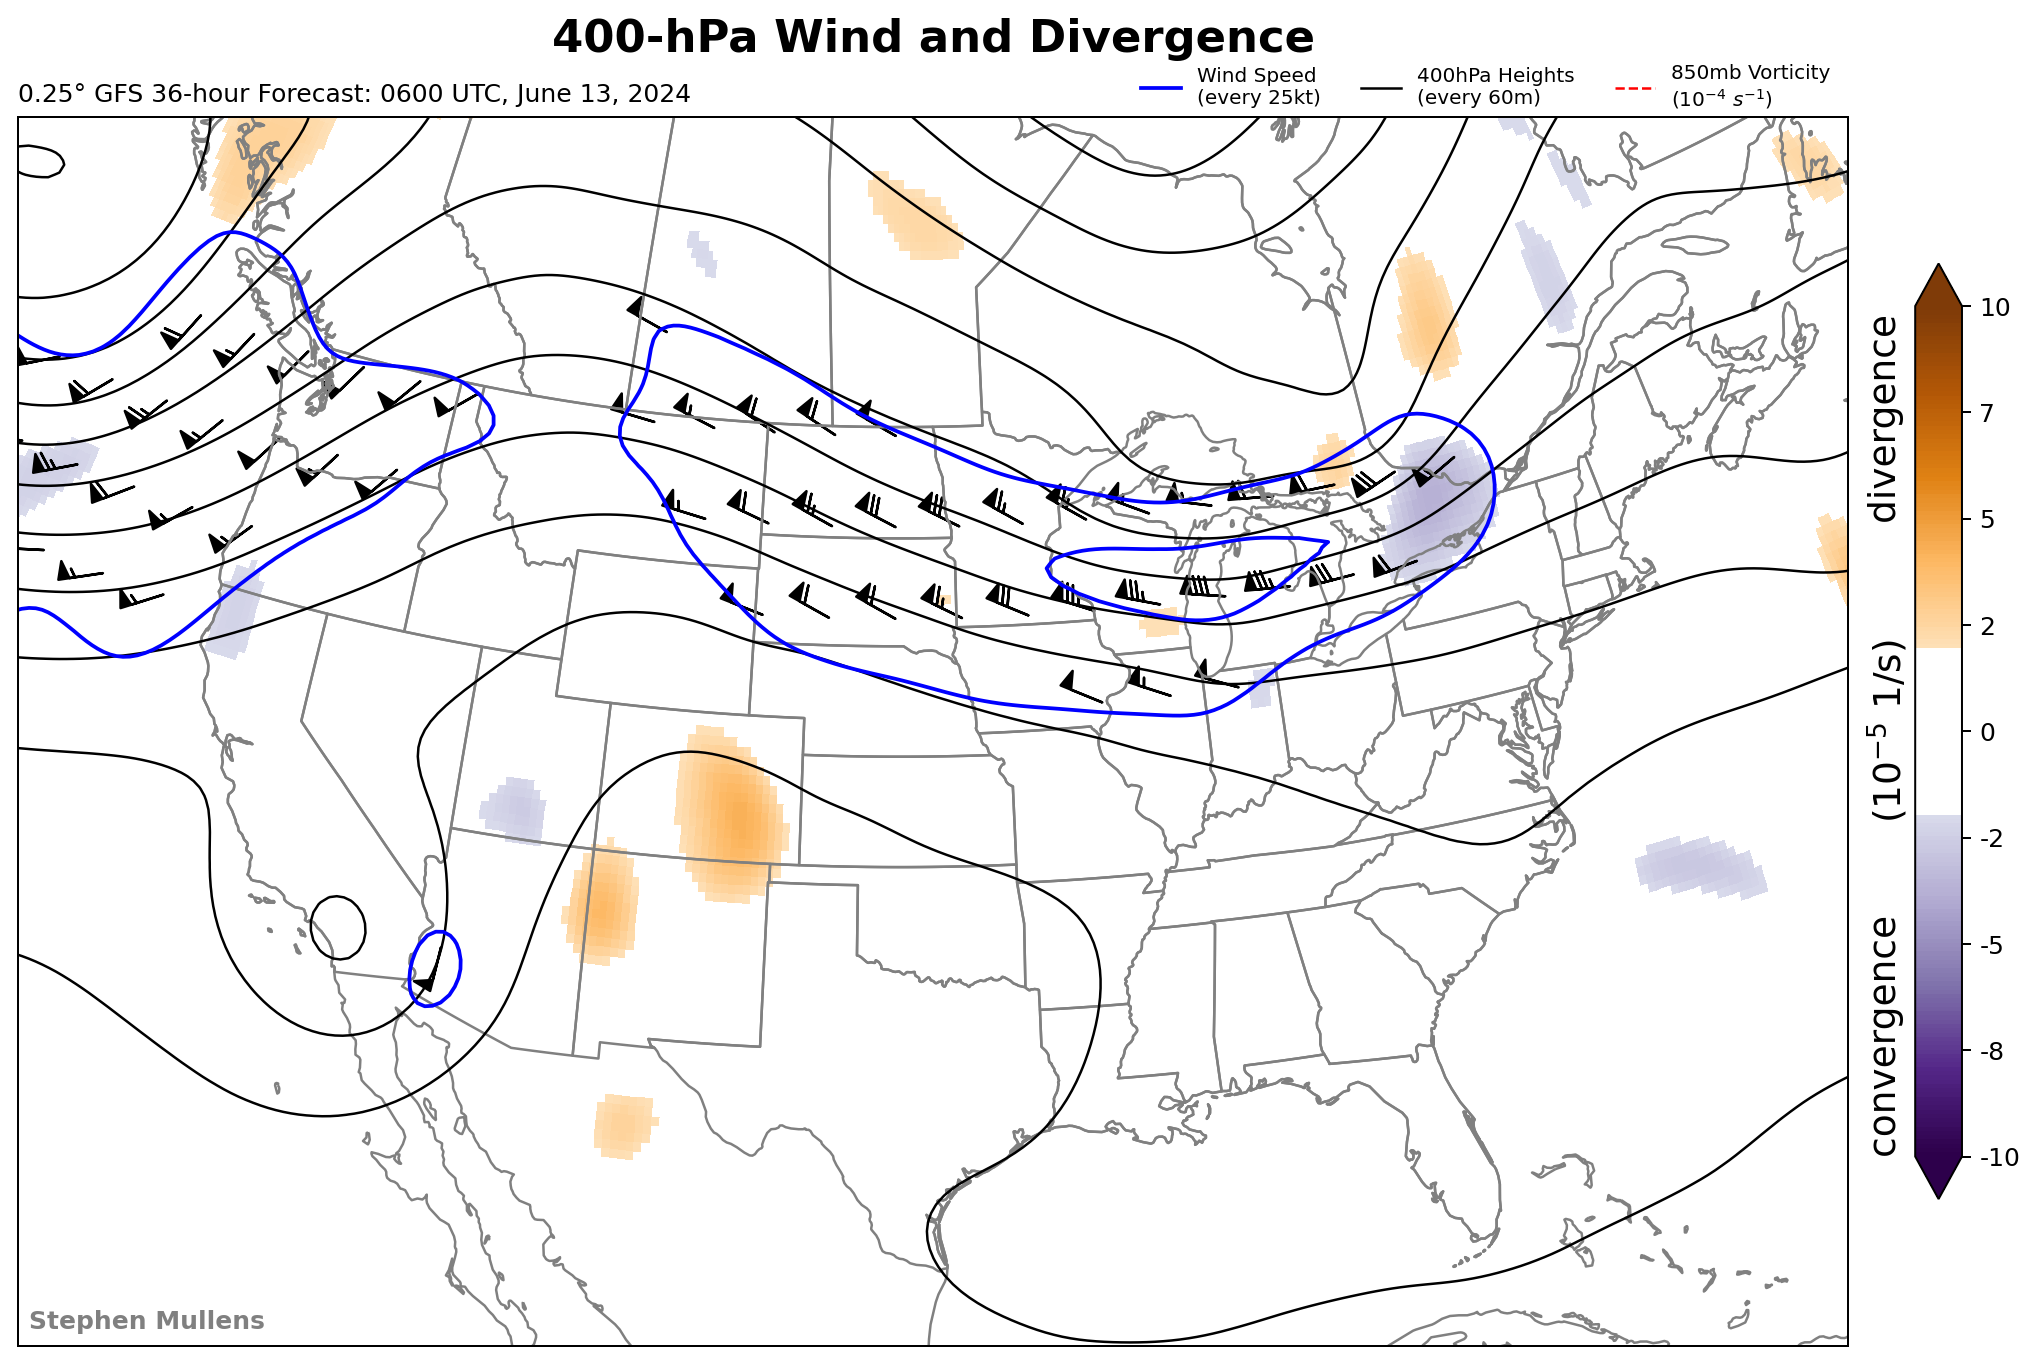 400-hPa Wind and Divergence
0.25° GFS 36-hour Forecast: 0600 UTC, June 13, 2024
Wind Speed
(every 25kt)
400hPa Heights
(every 60m)
850mb Vorticity
(10⁻⁴ s⁻¹)
10
7
5
2
0
-2
-5
-8
-10
convergence (10⁻⁵ 1/s) divergence
Stephen Mullens